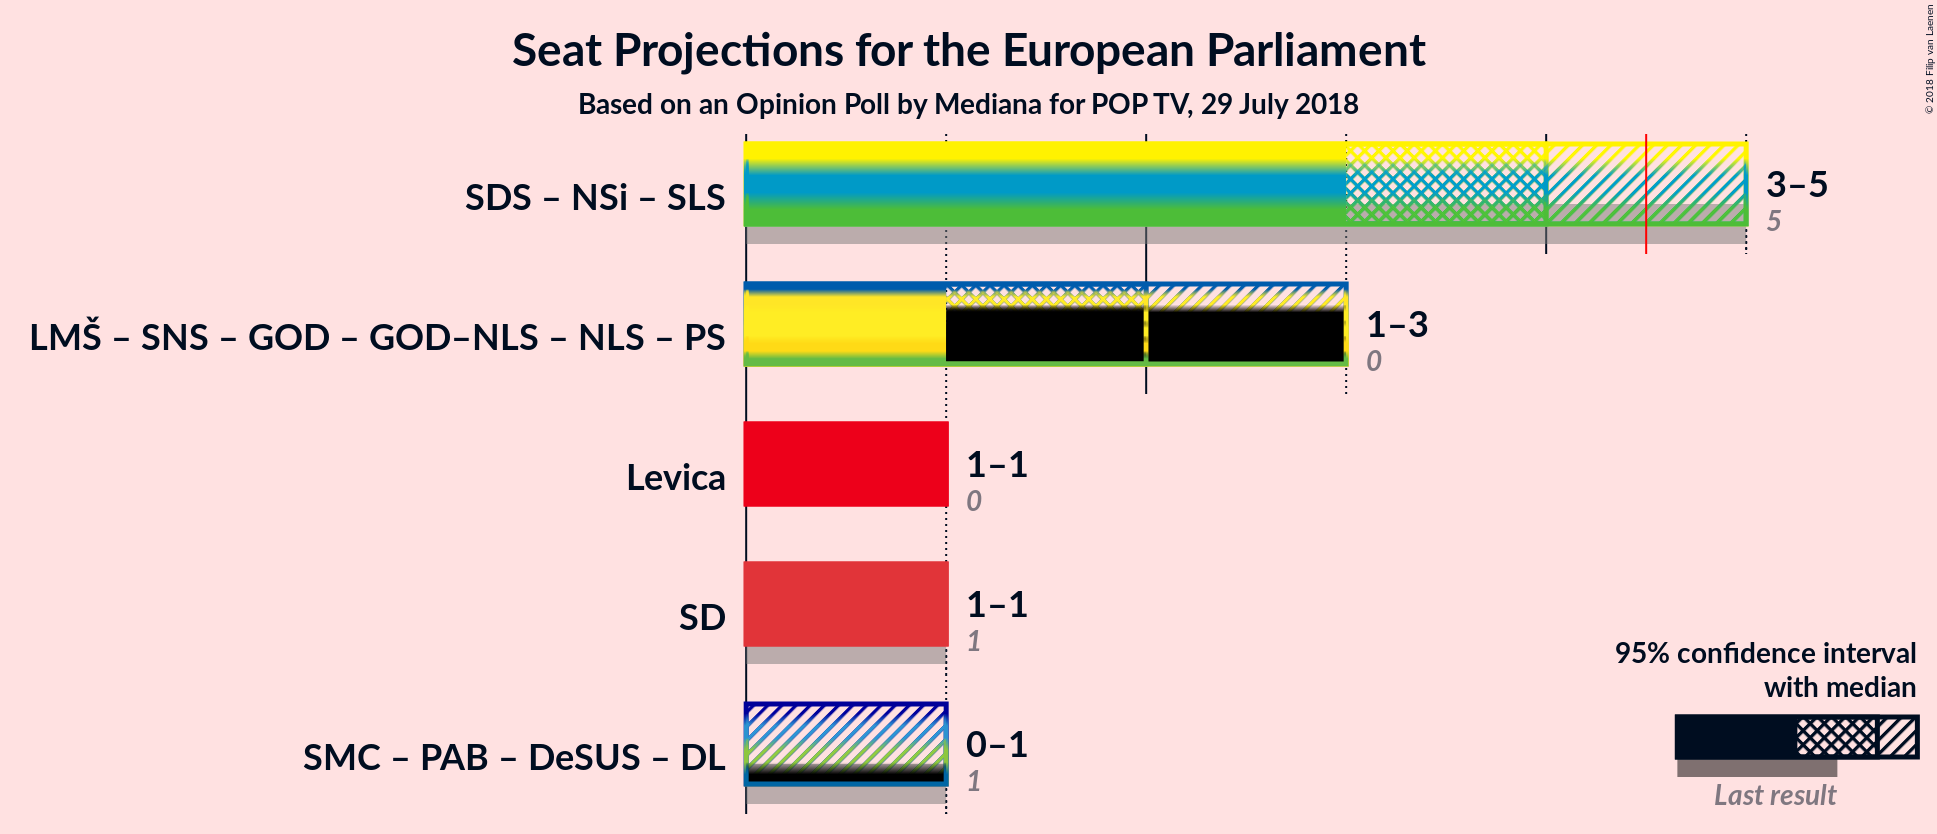 Seat Projections for the European Parliament
Based on an Opinion Poll by Mediana for POP TV, 29 July 2018
© 2018 Filip van Laenen
SDS – NSi – SLS
3–5
5
LMŠ – SNS – GOD – GOD–NLS – NLS – PS
1–3
0
Levica
1–1
0
SD
1–1
1
SMC – PAB – DeSUS – DL
0–1
1
95% confidence interval
with median
Last result